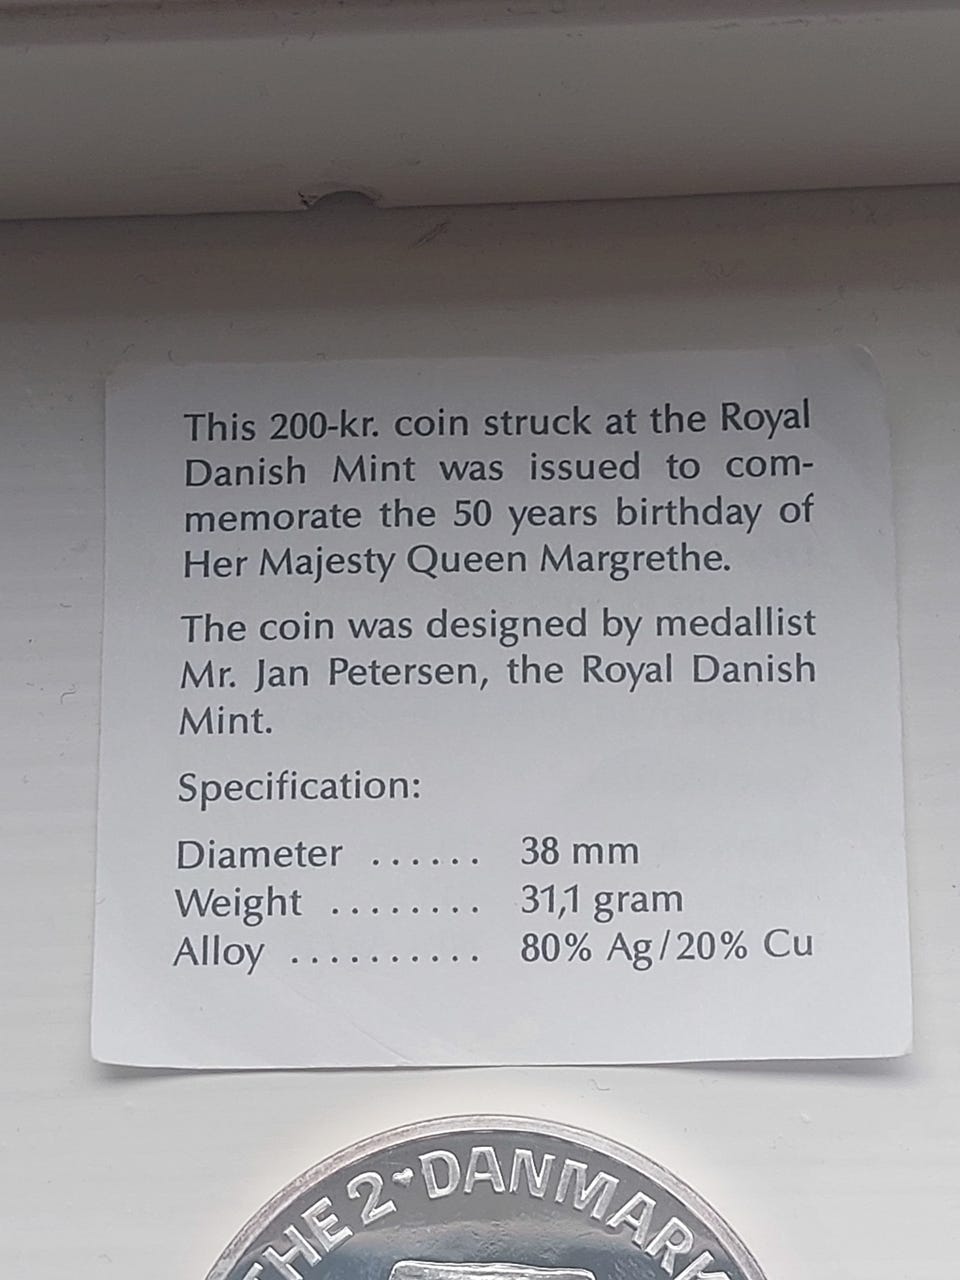 This 200-kr. coin struck at the Royal
Danish Mint was issued to com-
memorate the 50 years birthday of
Her Majesty Queen Margrethe.
The coin was designed by medallist
Mr. Jan Petersen, the Royal Danish
Mint.
Specification:
Diameter ...... 38 mm
Weight ........ 31,1 gram
Alloy .......... 80% Ag/20% Cu
THE 2 DANMARK